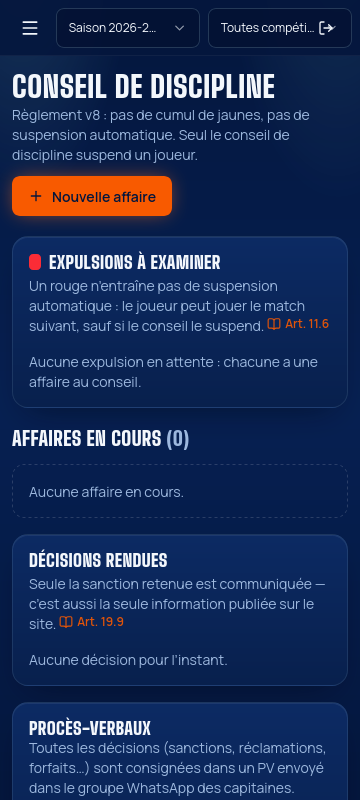 Saison 2026-2...
Toutes compéti...
CONSEIL DE DISCIPLINE
Règlement v8 : pas de cumul de jaunes, pas de
suspension automatique. Seul le conseil de
discipline suspend un joueur.
+ Nouvelle affaire
EXPULSIONS À EXAMINER
Un rouge n'entraîne pas de suspension
automatique : le joueur peut jouer le match
suivant, sauf si le conseil le suspend. Art. 11.6
Aucune expulsion en attente : chacune a une
affaire au conseil.
AFFAIRES EN COURS (0)
Aucune affaire en cours.
DÉCISIONS RENDUES
Seule la sanction retenue est communiquée —
c'est aussi la seule information publiée sur le
site. Art. 19.9
Aucune décision pour l'instant.
PROCÈS-VERBAUX
Toutes les décisions (sanctions, réclamations,
forfaits…) sont consignées dans un PV envoyé
dans le groupe WhatsApp des capitaines.